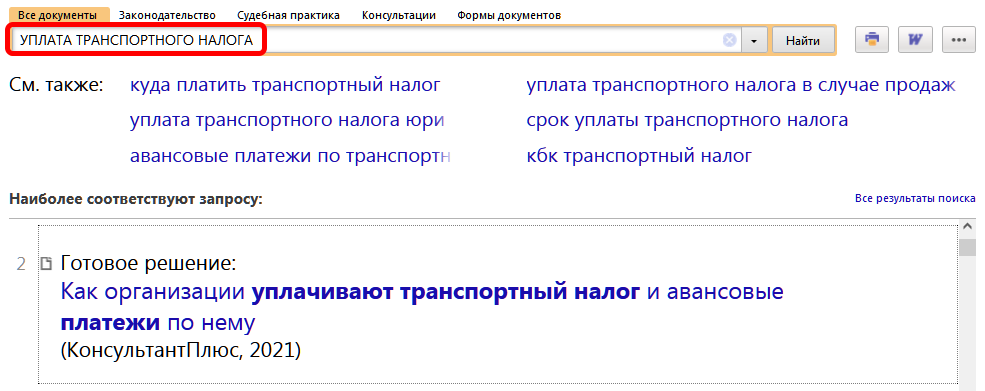 Все документы Законодательство Судебная практика Консультации Формы документов
УПЛАТА ТРАНСПОРТНОГО НАЛОГА Найти
См. также: куда платить транспортный налог уплата транспортного налога в случае продаж
уплата транспортного налога юри срок уплаты транспортного налога
авансовые платежи по транспортн кбк транспортный налог
Наиболее соответствуют запросу: Все результаты поиска
2 Готовое решение:
Как организации уплачивают транспортный налог и авансовые
платежи по нему
(КонсультантПлюс, 2021)